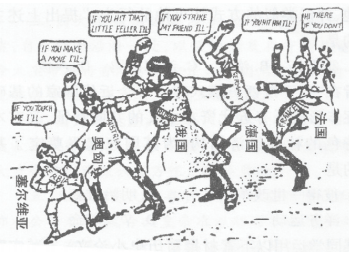 IF YOU TOUCH
ME I'LL—
IF YOU MAKE
A MOVE I'LL-
IF YOU HIT THAT
LITTLE FELLER I'LL
IF YOU STRIKE
MY FRIEND I'LL-
IF YOU HIT HIM I'LL-
HI THERE
IF YOU DON'T
塞尔维亚
奥匈
俄国
德国
法国